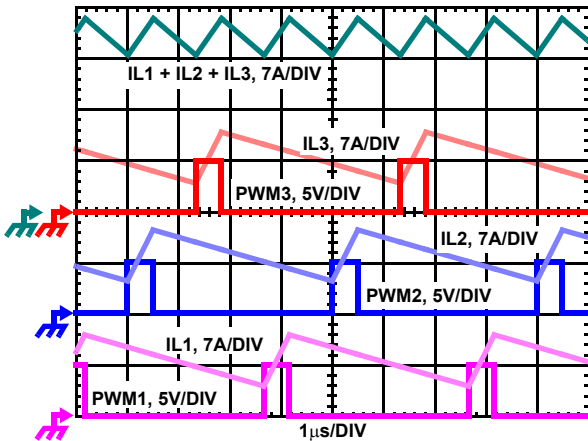 IL1 + IL2 + IL3, 7A/DIV
IL3, 7A/DIV
PWM3, 5V/DIV
IL2, 7A/DIV
PWM2, 5V/DIV
IL1, 7A/DIV
PWM1, 5V/DIV
1μs/DIV